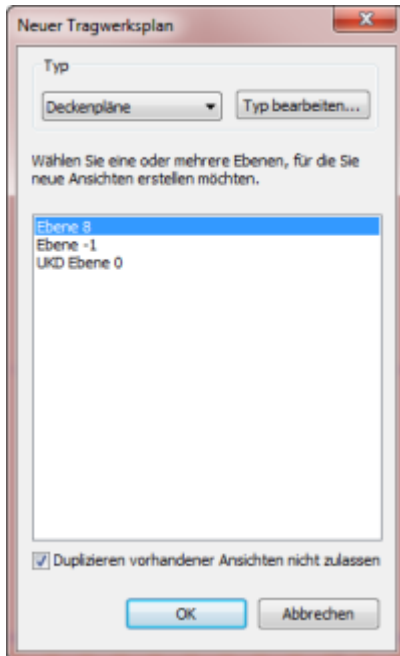 Neuer Tragwerksplan
Typ
Deckenpläne
Typ bearbeiten...
Wählen Sie eine oder mehrere Ebenen, für die Sie
neue Ansichten erstellen möchten.
Ebene 8
Ebene -1
UKD Ebene 0
Duplizieren vorhandener Ansichten nicht zulassen
OK
Abbrechen